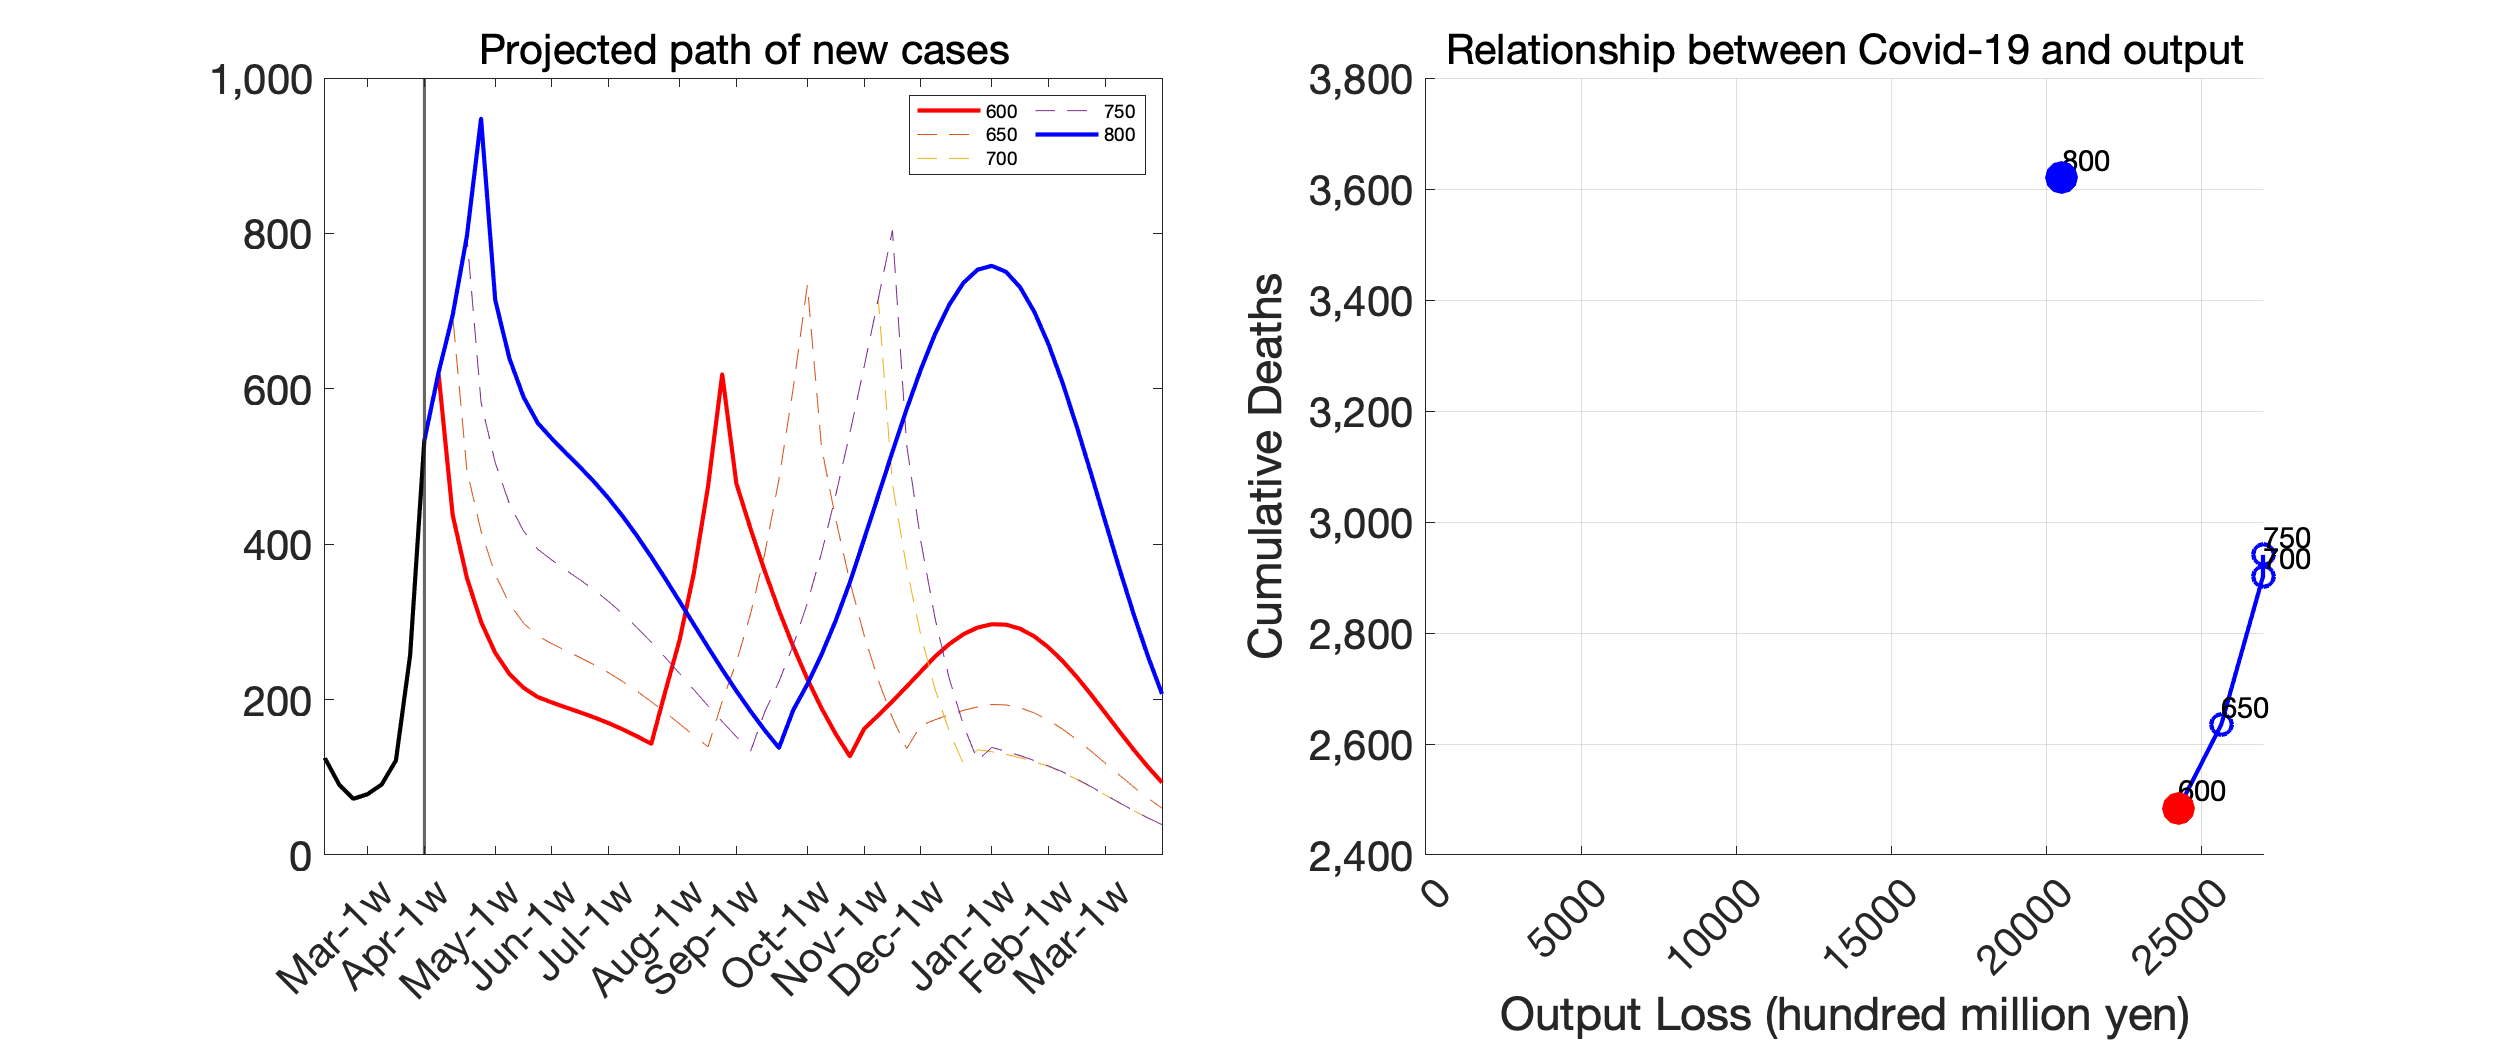 Projected path of new cases
1,000
800
600
400
200
0
600
650
700
750
800
Mar-1w
Apr-1w
May-1w
Jun-1w
Jul-1w
Aug-1w
Sep-1w
Oct-1w
Nov-1w
Dec-1w
Jan-1w
Feb-1w
Mar-1w
Relationship between Covid-19 and output
Cumulative Deaths
3,800
3,600
3,400
3,200
3,000
2,800
2,600
2,400
800
750
700
650
600
0
5000
10000
15000
20000
25000
Output Loss (hundred million yen)